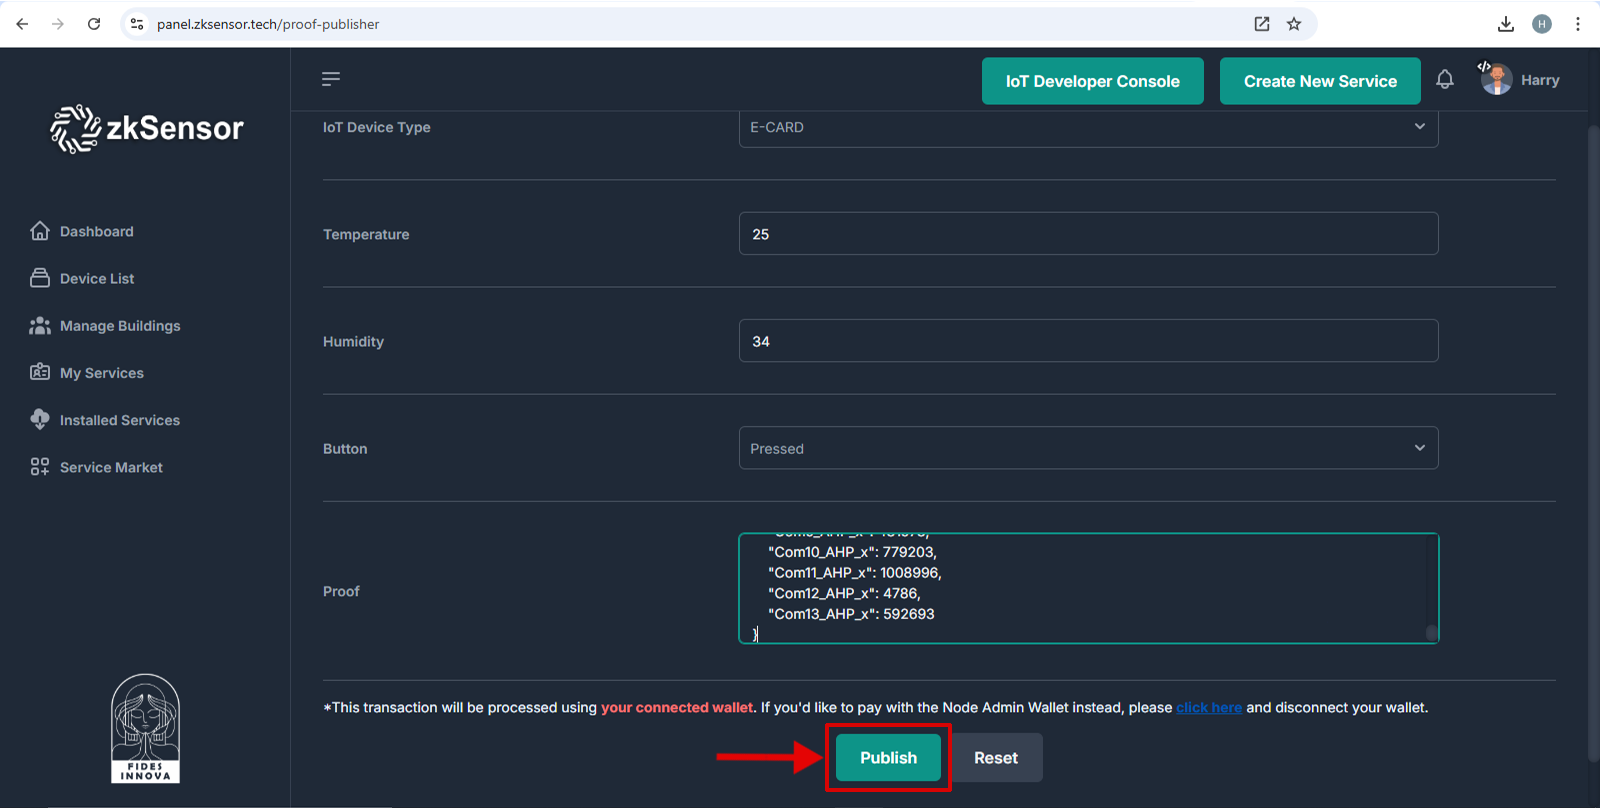 panel.zksensor.tech/proof-publisher
H
zkSensor
IoT Developer Console
Create New Service
Harry
IoT Device Type
E-CARD
Dashboard
Device List
Manage Buildings
My Services
Installed Services
Service Market
Temperature
25
Humidity
34
Button
Pressed
Proof
"Com10_AHP_x": 779203,
"Com11_AHP_x": 1008996,
"Com12_AHP_x": 4786,
"Com13_AHP_x": 592693
}
*This transaction will be processed using your connected wallet. If you'd like to pay with the Node Admin Wallet instead, please click here and disconnect your wallet.
Publish
Reset
FIDES
INNOVA